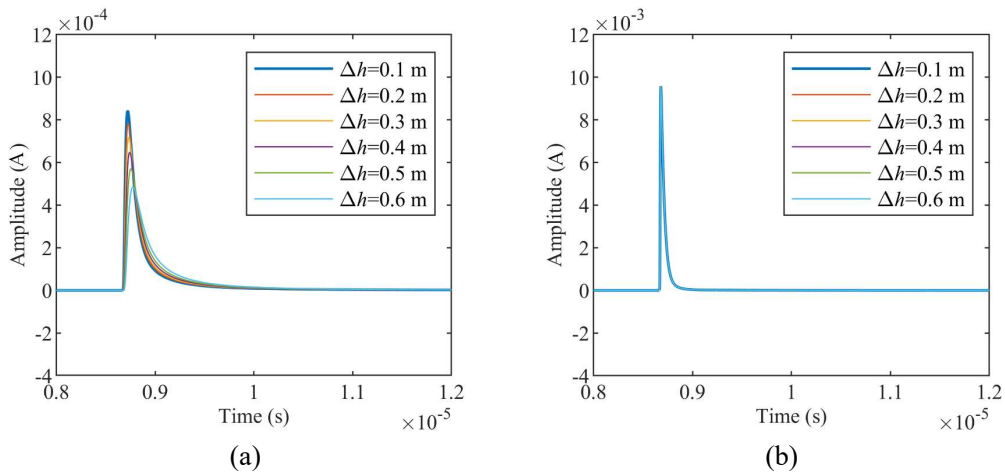 ×10⁻⁴
12
10
8
6
4
2
0
-2
-4
Amplitude (A)
Δh=0.1 m
Δh=0.2 m
Δh=0.3 m
Δh=0.4 m
Δh=0.5 m
Δh=0.6 m
0.8 0.9 1 1.1 1.2
Time (s)
×10⁻⁵
(a)
×10⁻³
12
10
8
6
4
2
0
-2
-4
Amplitude (A)
Δh=0.1 m
Δh=0.2 m
Δh=0.3 m
Δh=0.4 m
Δh=0.5 m
Δh=0.6 m
0.8 0.9 1 1.1 1.2
Time (s)
×10⁻⁵
(b)